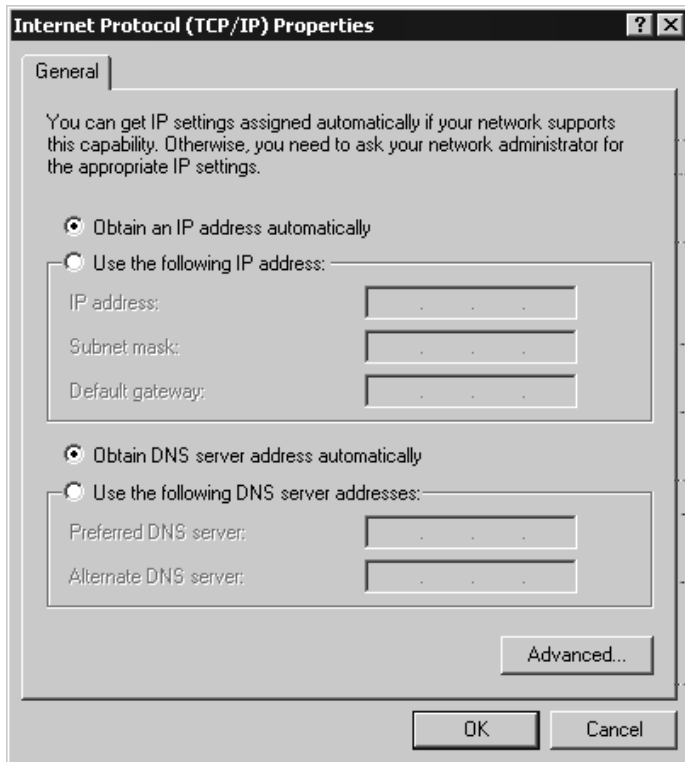 Internet Protocol (TCP/IP) Properties
General
You can get IP settings assigned automatically if your network supports
this capability. Otherwise, you need to ask your network administrator for
the appropriate IP settings.
Obtain an IP address automatically
Use the following IP address:
IP address:
Subnet mask:
Default gateway:
Obtain DNS server address automatically
Use the following DNS server addresses:
Preferred DNS server:
Alternate DNS server:
Advanced...
OK
Cancel